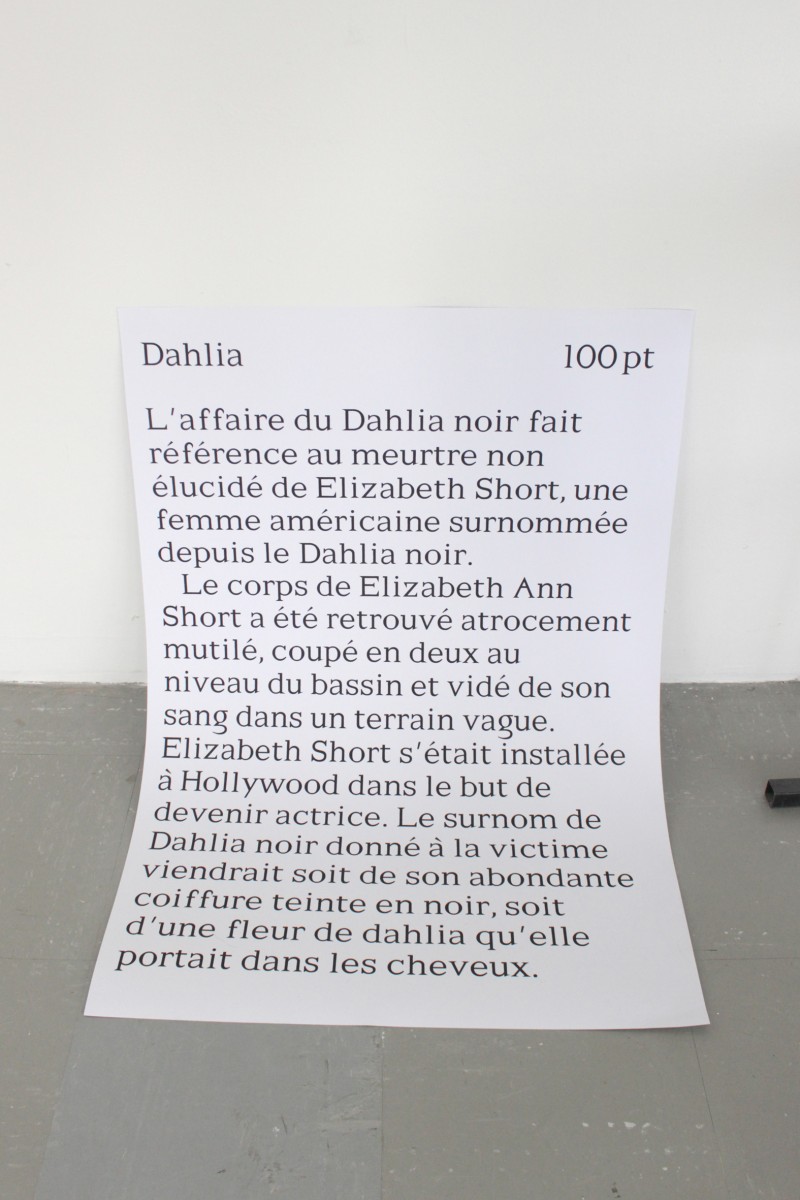 Dahlia 100 pt
L'affaire du Dahlia noir fait
référence au meurtre non
élucidé de Elizabeth Short, une
femme américaine surnommée
depuis le Dahlia noir.
Le corps de Elizabeth Ann
Short a été retrouvé atrocement
mutilé, coupé en deux au
niveau du bassin et vidé de son
sang dans un terrain vague.
Elizabeth Short s'était installée
à Hollywood dans le but de
devenir actrice. Le surnom de
Dahlia noir donné à la victime
viendrait soit de son abondante
coiffure teinte en noir, soit
d'une fleur de dahlia qu'elle
portait dans les cheveux.